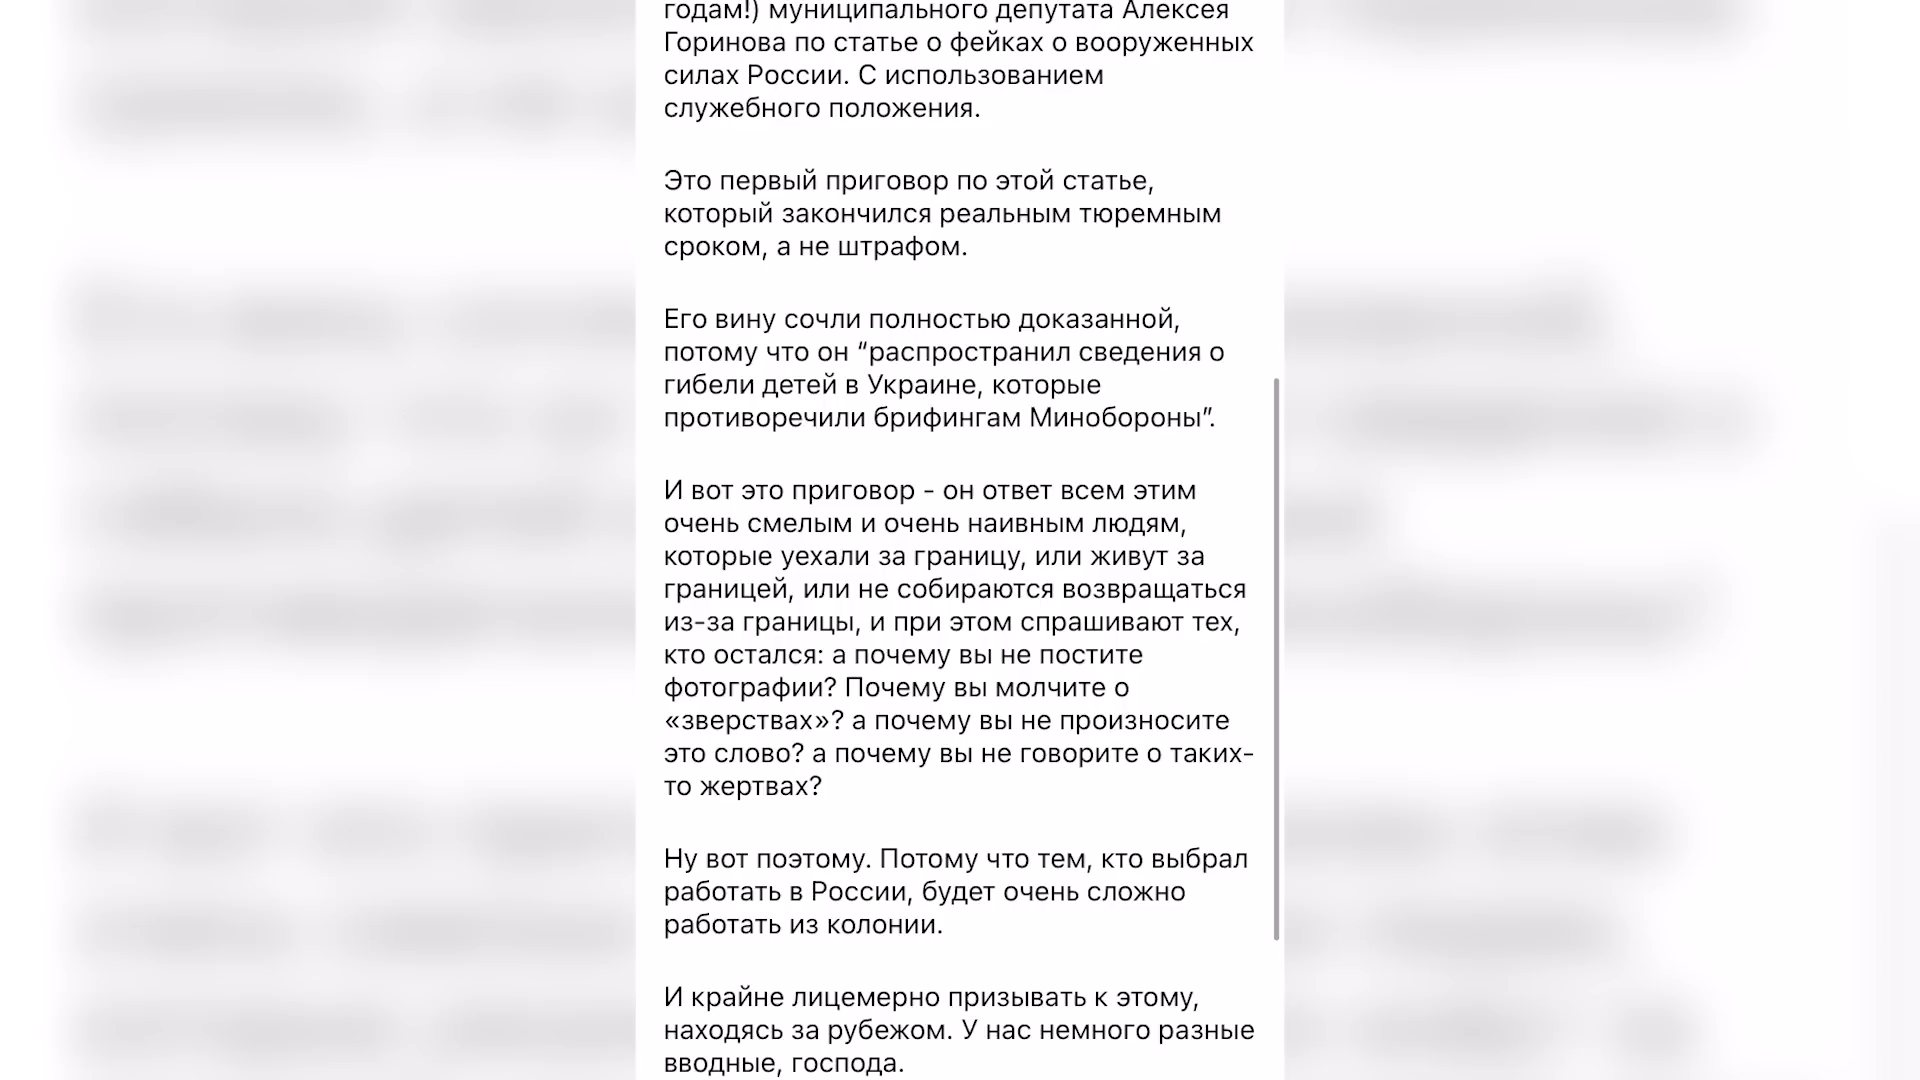 годам!) муниципального депутата Алексея
Горинова по статье о фейках о вооруженных
силах России. С использованием
служебного положения.
Это первый приговор по этой статье,
который закончился реальным тюремным
сроком, а не штрафом.
Его вину сочли полностью доказанной,
потому что он “распространил сведения о
гибели детей в Украине, которые
противоречили брифингам Минобороны”.
И вот это приговор - он ответ всем этим
очень смелым и очень наивным людям,
которые уехали за границу, или живут за
границей, или не собираются возвращаться
из-за границы, и при этом спрашивают тех,
кто остался: а почему вы не постите
фотографии? Почему вы молчите о
«зверствах»? а почему вы не произносите
это слово? а почему вы не говорите о таких-
то жертвах?
Ну вот поэтому. Потому что тем, кто выбрал
работать в России, будет очень сложно
работать из колонии.
И крайне лицемерно призывать к этому,
находясь за рубежом. У нас немного разные
вводные, господа.